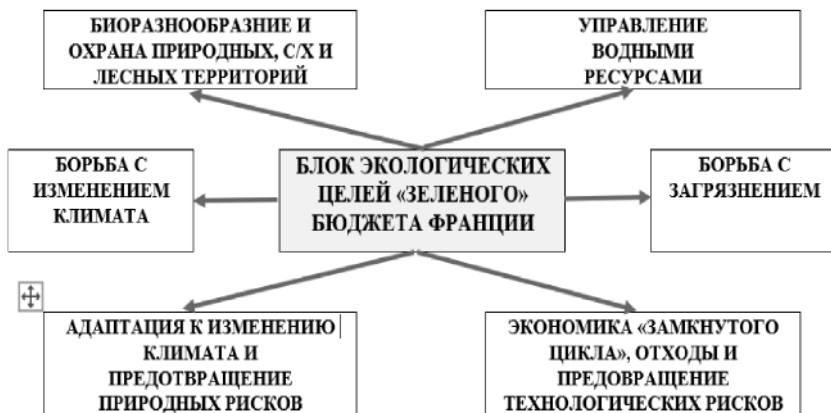 БИОРАЗНООБРАЗНИЕ И
ОХРАНА ПРИРОДНЫХ, С/Х И
ЛЕСНЫХ ТЕРРИТОРИЙ
УПРАВЛЕНИЕ
ВОДНЫМИ
РЕСУРСАМИ
БОРЬБА С
ИЗМЕНЕНИЕМ
КЛИМАТА
БЛОК ЭКОЛОГИЧЕСКИХ
ЦЕЛЕЙ «ЗЕЛЕНОГО»
БЮДЖЕТА ФРАНЦИИ
БОРЬБА С
ЗАГРЯЗНЕНИЕМ
АДАПТАЦИЯ К ИЗМЕНЕНИЮ
КЛИМАТА И
ПРЕДОТВРАЩЕНИЕ
ПРИРОДНЫХ РИСКОВ
ЭКОНОМИКА «ЗАМКНУТОГО
ЦИКЛА», ОТХОДЫ И
ПРЕДОВРАЩЕНИЕ
ТЕХНОЛОГИЧЕСКИХ РИСКОВ